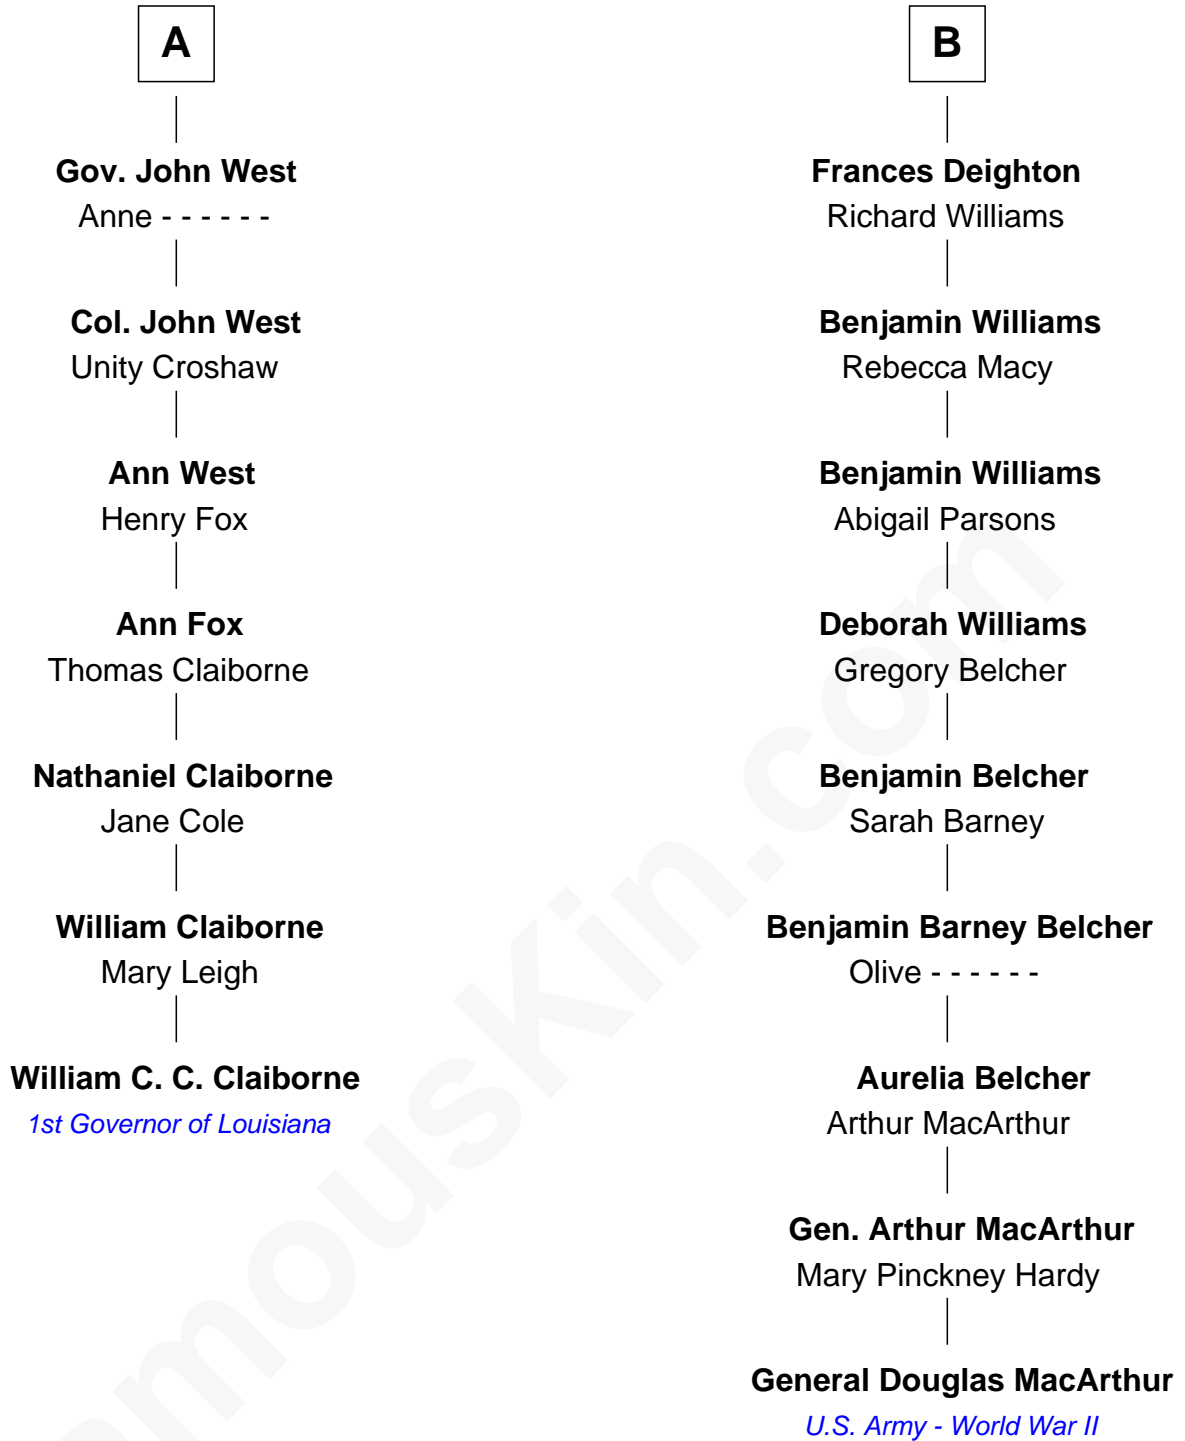 A
Gov. John West
Anne - - - - - -
Col. John West
Unity Croshaw
Ann West
Henry Fox
Ann Fox
Thomas Claiborne
Nathaniel Claiborne
Jane Cole
William Claiborne
Mary Leigh
William C. C. Claiborne
1st Governor of Louisiana
B
Frances Deighton
Richard Williams
Benjamin Williams
Rebecca Macy
Benjamin Williams
Abigail Parsons
Deborah Williams
Gregory Belcher
Benjamin Belcher
Sarah Barney
Benjamin Barney Belcher
Olive - - - - - -
Aurelia Belcher
Arthur MacArthur
Gen. Arthur MacArthur
Mary Pinckney Hardy
General Douglas MacArthur
U.S. Army - World War II
amousKin.com